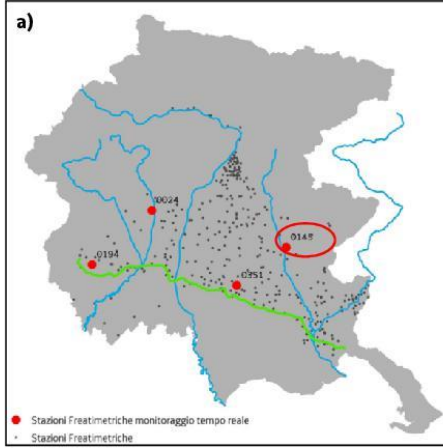 a)
0024
0145
0194
0351
Stazioni Freatimetriche monitoraggio tempo reale
Stazioni Freatimetriche